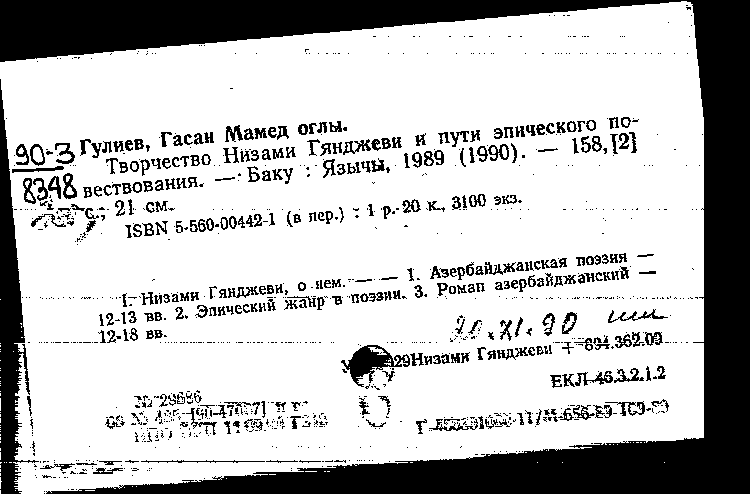 90-3 Гулиев, Гасан Мамед оглы.
Творчество Низами Гянджеви и пути эпического по-
8348 вествования. — Баку : Язычы, 1989 (1990). — 158,[2]
с.; 21 см.
ISBN 5-560-00442-1 (в пер.) : 1 р. 20 к., 3100 экз.
I. Низами Гянджеви, о нем. — — 1. Азербайджанская поэзия —
12-13 вв. 2. Эпический жанр в поэзии. 3. Роман азербайджанский —
12-18 вв.
20.XI.90
29Низами Гянджеви + 894.362.09
ЕКЛ 46.3.2.1.2
№ 29686